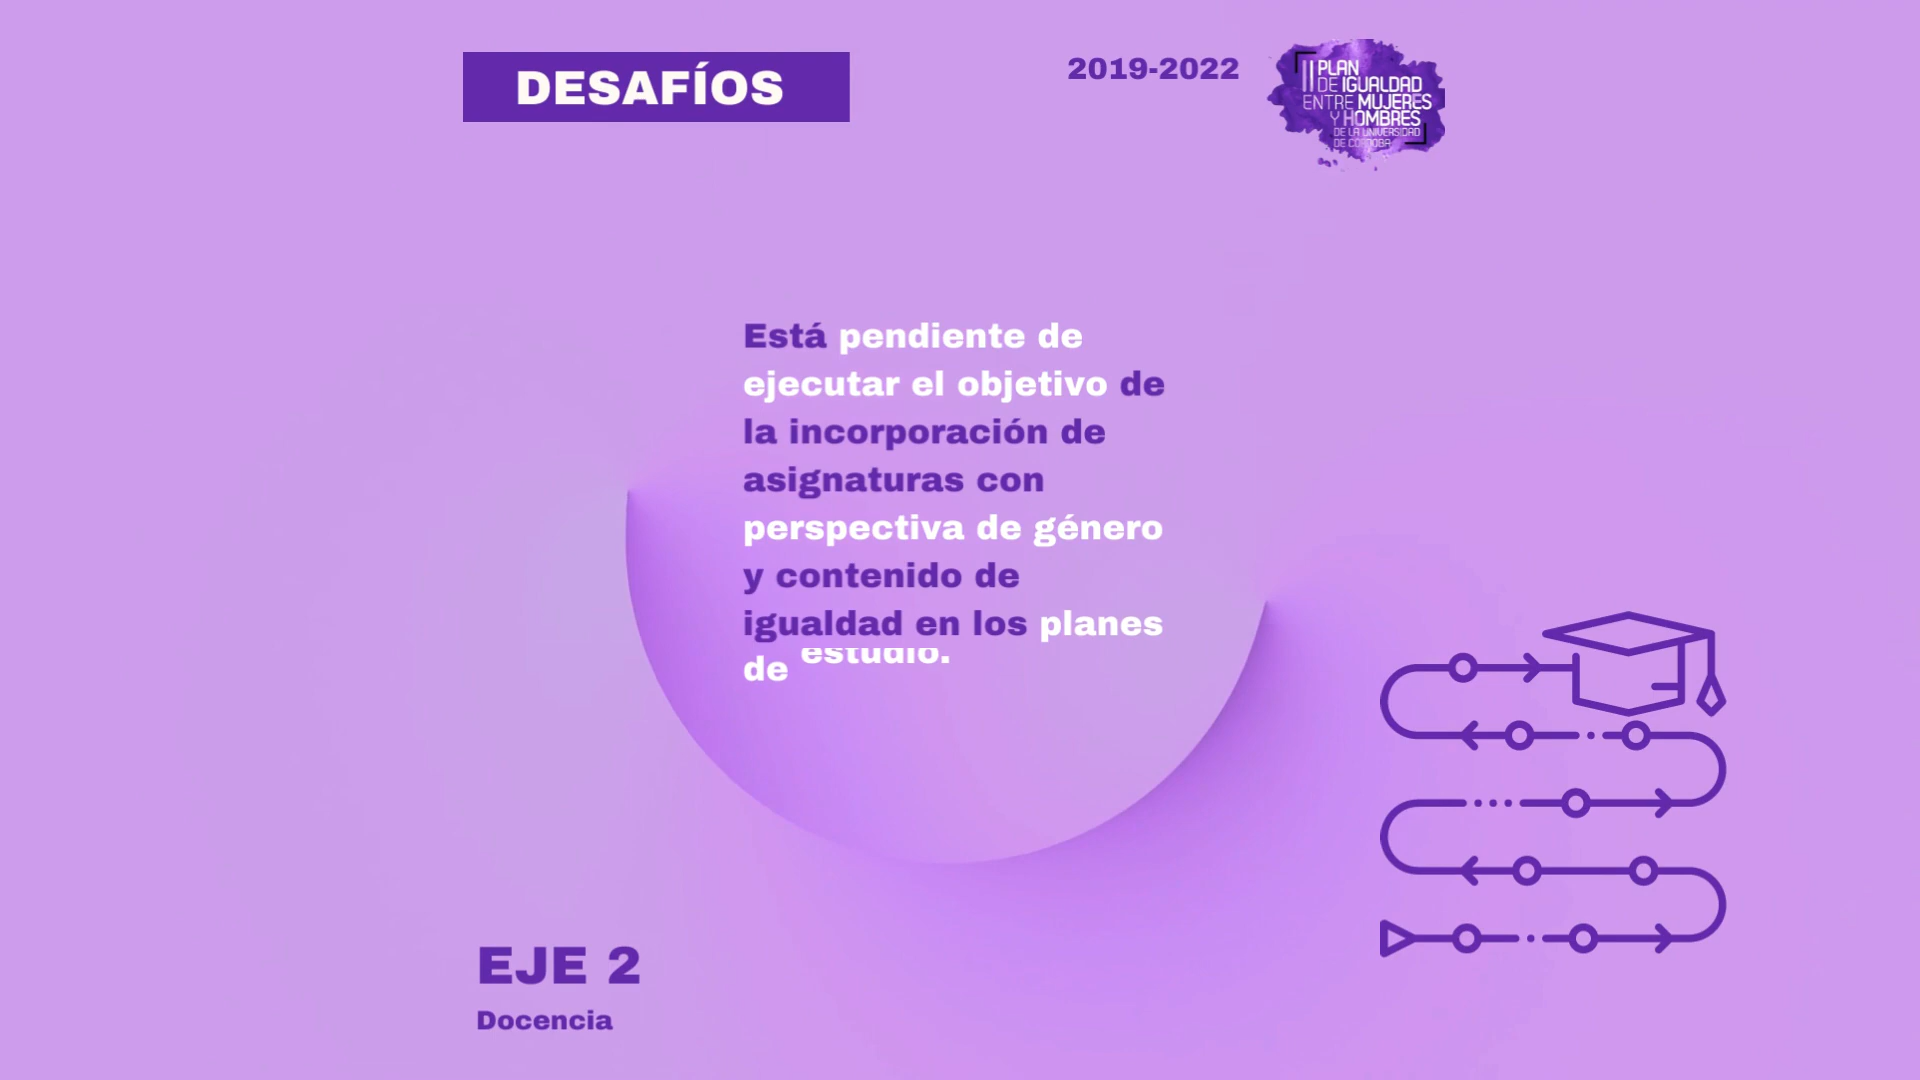 DESAFÍOS
2019-2022
II PLAN
DE IGUALDAD
ENTRE MUJERES
Y HOMBRES
DE LA UNIVERSIDAD
DE CÓRDOBA
Está pendiente de
ejecutar el objetivo de
la incorporación de
asignaturas con
perspectiva de género
y contenido de
igualdad en los planes
de estudio.
EJE 2
Docencia